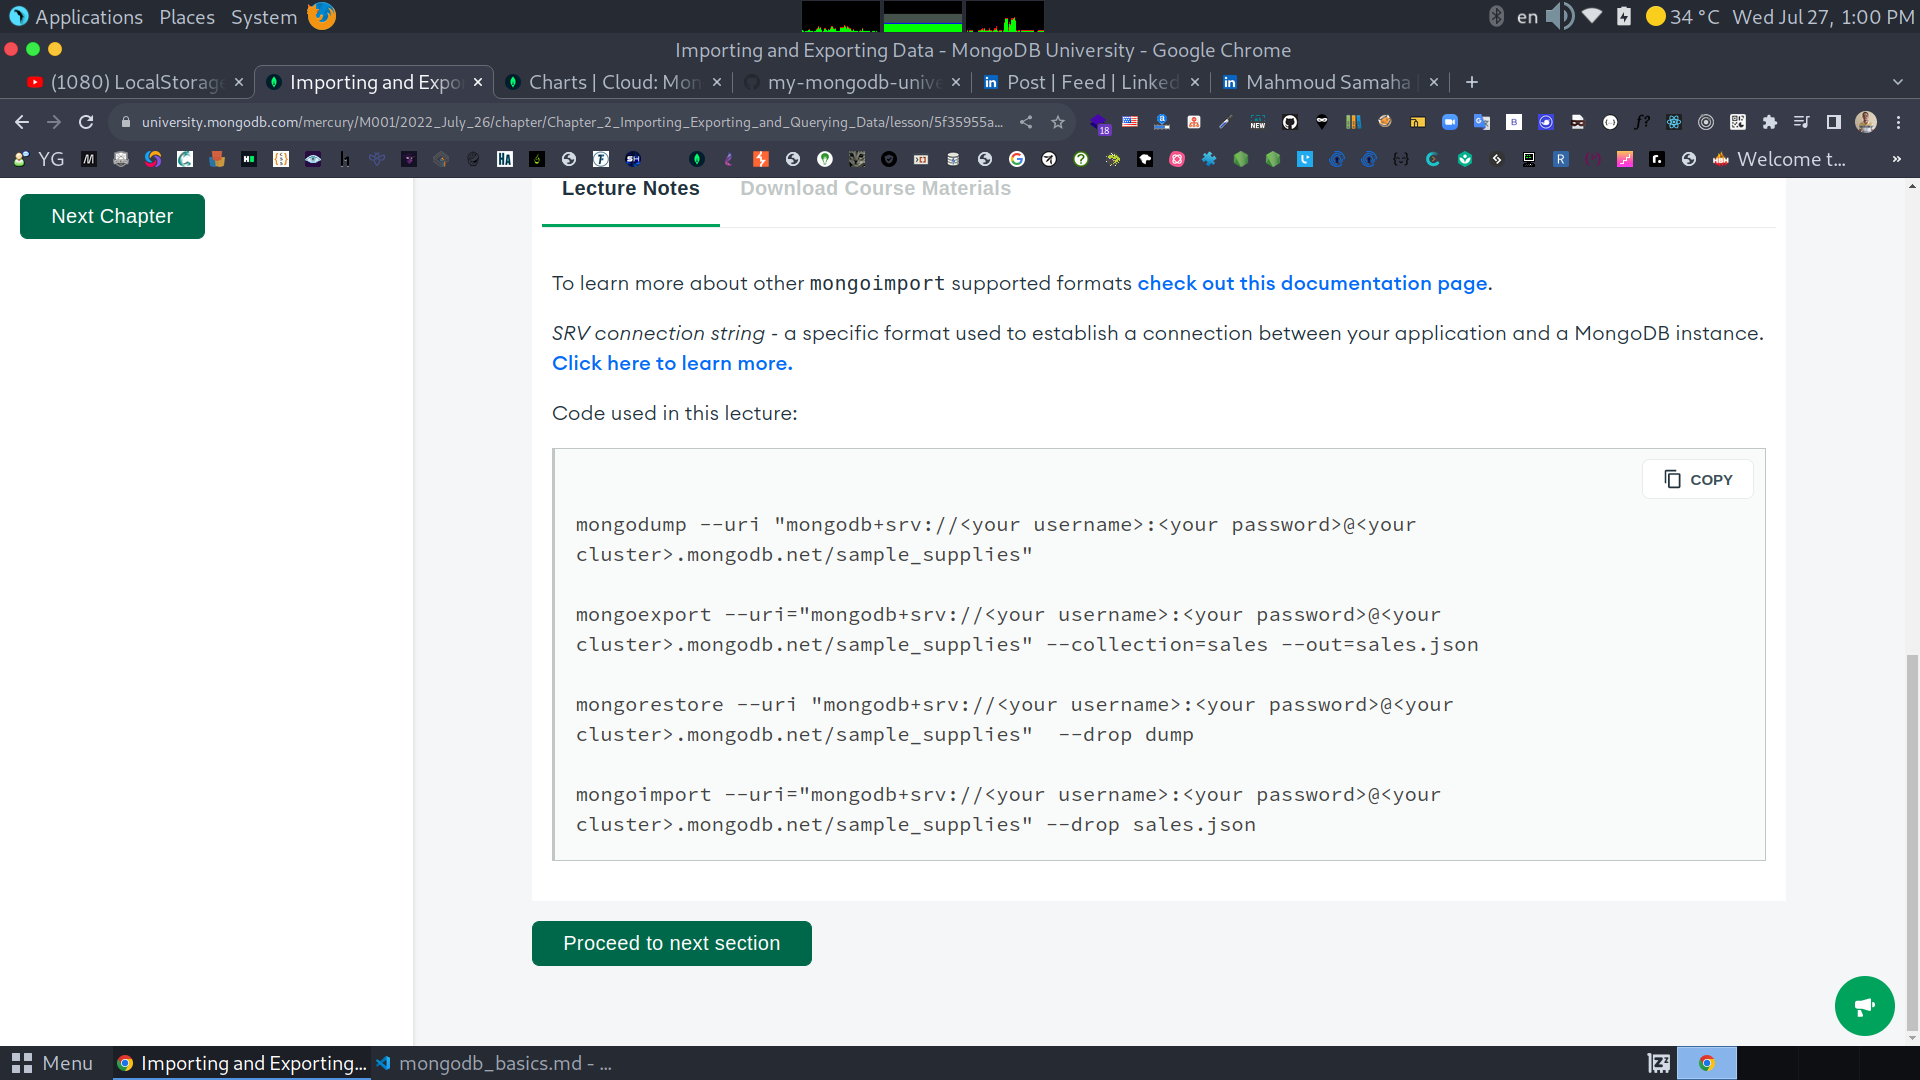 Applications Places System
en 34 °C Wed Jul 27, 1:00 PM
Importing and Exporting Data - MongoDB University - Google Chrome
(1080) LocalStorage × Importing and Expo × Charts | Cloud: Mon × my-mongodb-unive × Post | Feed | Linked × Mahmoud Samaha | × +
university.mongodb.com/mercury/M001/2022_July_26/chapter/Chapter_2_Importing_Exporting_and_Querying_Data/lesson/5f35955a...
18
NEW
YG
Welcome t... »
Next Chapter
Lecture Notes Download Course Materials
To learn more about other mongoimport supported formats check out this documentation page.
SRV connection string - a specific format used to establish a connection between your application and a MongoDB instance.
Click here to learn more.
Code used in this lecture:
COPY
mongodump --uri "mongodb+srv://<your username>:<your password>@<your
cluster>.mongodb.net/sample_supplies"
mongoexport --uri="mongodb+srv://<your username>:<your password>@<your
cluster>.mongodb.net/sample_supplies" --collection=sales --out=sales.json
mongorestore --uri "mongodb+srv://<your username>:<your password>@<your
cluster>.mongodb.net/sample_supplies"  --drop dump
mongoimport --uri="mongodb+srv://<your username>:<your password>@<your
cluster>.mongodb.net/sample_supplies" --drop sales.json
Proceed to next section
Menu Importing and Exporting... mongodb_basics.md - ...